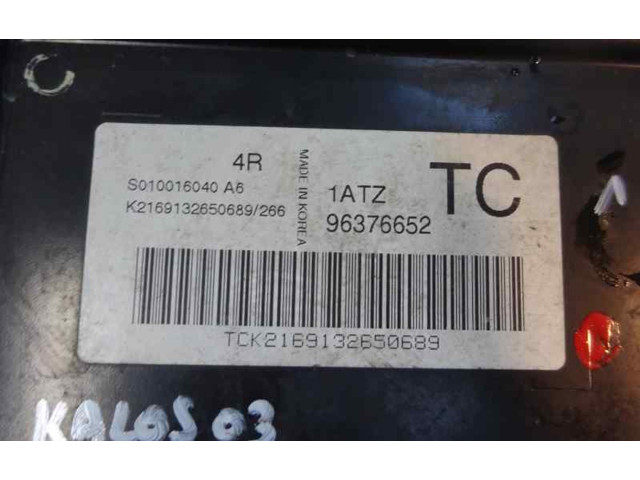 4R
S010016040 A6
K2169132650689/266
MADE IN KOREA
1ATZ
96376652
TC
TCK2169132650689
KALOS 03